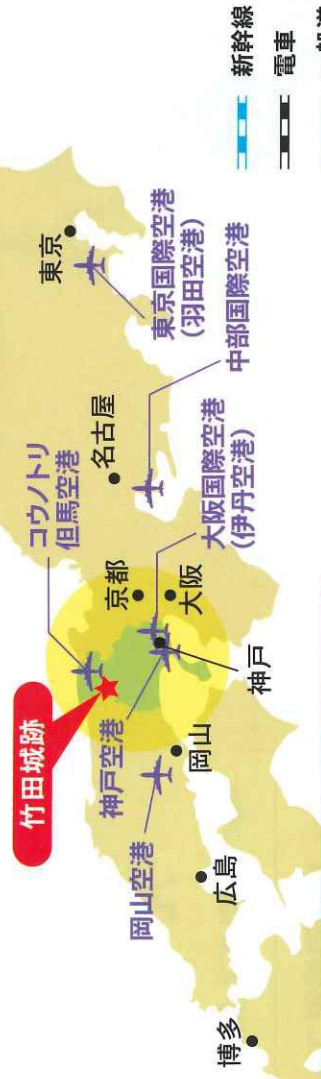 竹田城跡
コウノトリ
但馬空港
東京
名古屋
京都
大阪
神戸
岡山
広島
博多
神戸空港
岡山空港
東京国際空港
(羽田空港)
中部国際空港
大阪国際空港
(伊丹空港)
新幹線
電車